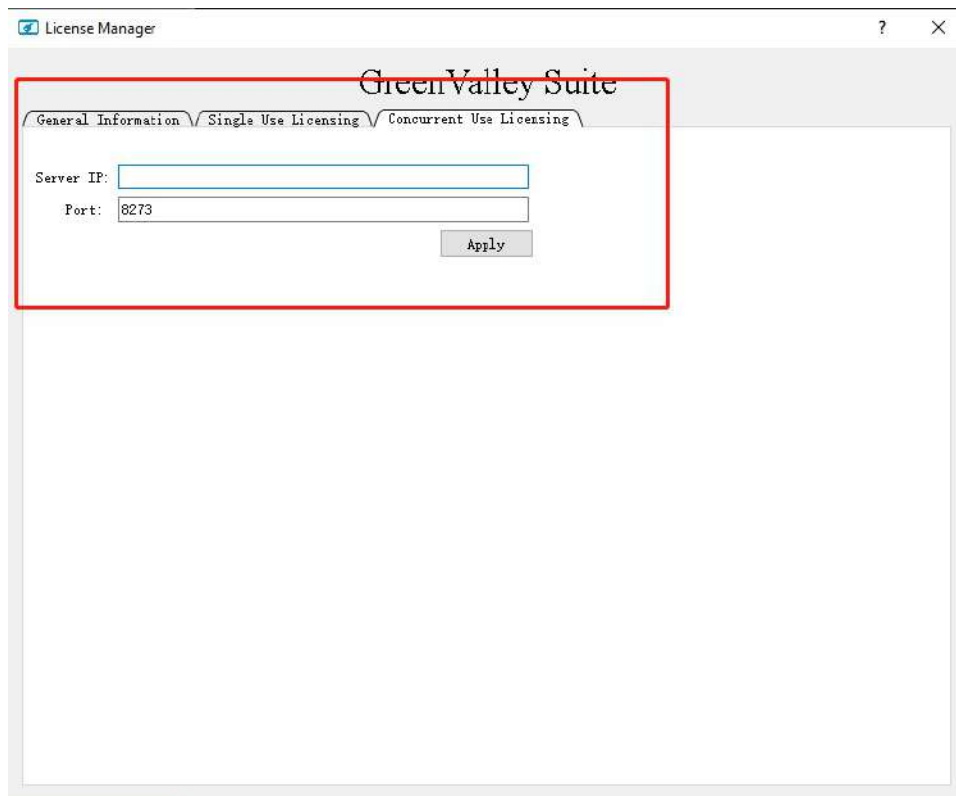 License Manager ?
GreenValley Suite
General Information Single Use Licensing Concurrent Use Licensing
Server IP:
Port: 8273
Apply